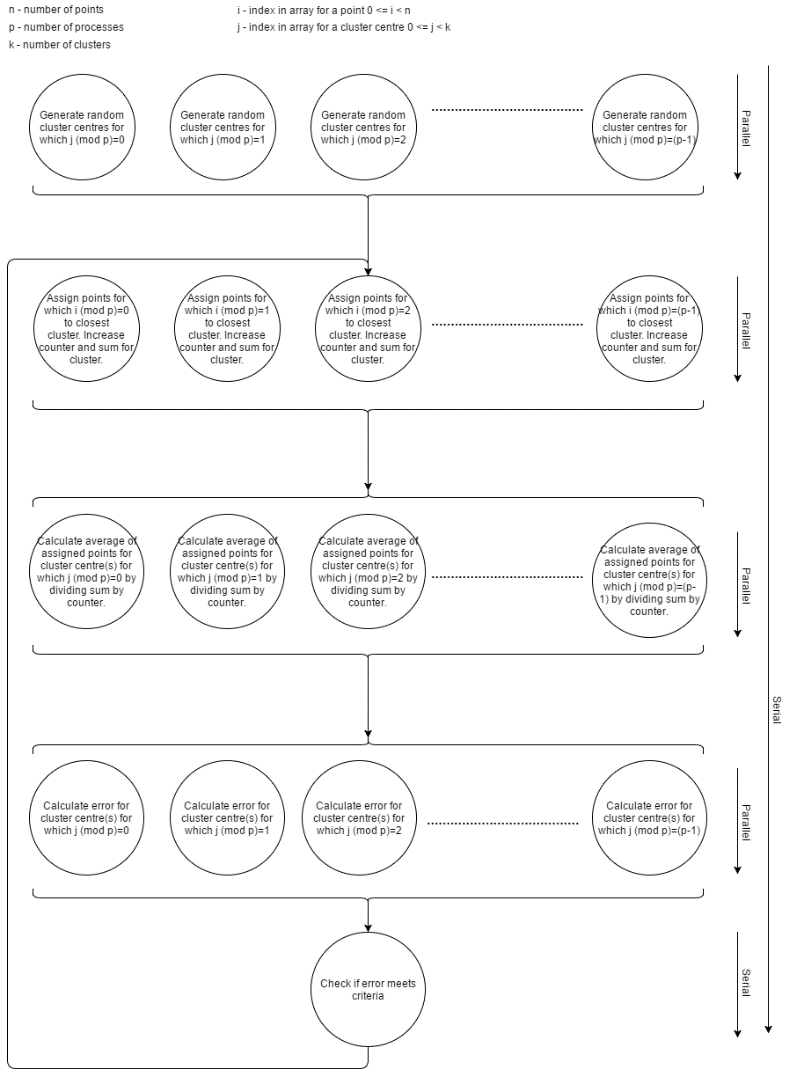 n - number of points
i - index in array for a point 0 <= i < n
p - number of processes
j - index in array for a cluster centre 0 <= j < k
k - number of clusters
Generate random
cluster centres for
which j (mod p)=0
Generate random
cluster centres for
which j (mod p)=1
Generate random
cluster centres for
which j (mod p)=2
Generate random
cluster centres for
which j (mod p)=(p-1)
Parallel
Assign points for
which i (mod p)=0
to closest
cluster. Increase
counter and sum for
cluster.
Assign points for
which i (mod p)=1
to closest
cluster. Increase
counter and sum for
cluster.
Assign points for
which i (mod p)=2
to closest
cluster. Increase
counter and sum for
cluster.
Assign points for
which i (mod p)=(p-1)
to closest
cluster. Increase
counter and sum for
cluster.
Parallel
Calculate average of
assigned points for
cluster centre(s) for
which j (mod p)=0 by
dividing sum by
counter.
Calculate average of
assigned points for
cluster centre(s) for
which j (mod p)=1 by
dividing sum by
counter.
Calculate average of
assigned points for
cluster centre(s) for
which j (mod p)=2 by
dividing sum by
counter.
Calculate average of
assigned points for
cluster centre(s) for
which j (mod p)=(p-
1) by dividing sum by
counter.
Parallel
Serial
Calculate error for
cluster centre(s) for
which j (mod p)=0
Calculate error for
cluster centre(s) for
which j (mod p)=1
Calculate error for
cluster centre(s) for
which j (mod p)=2
Calculate error for
cluster centre(s) for
which j (mod p)=(p-1)
Parallel
Check if error meets
criteria
Serial